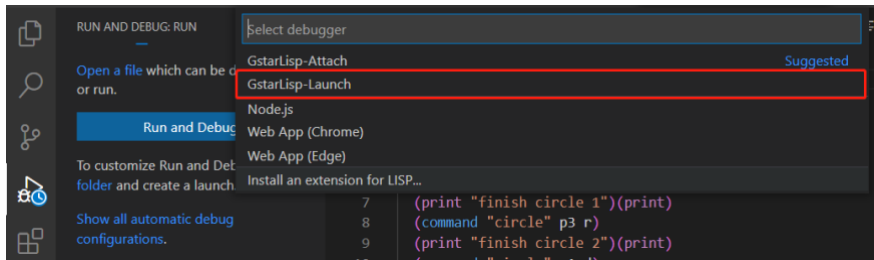 RUN AND DEBUG: RUN
Open a file which can be d
or run.
Run and Debug
To customize Run and Deb
folder and create a launch
Show all automatic debug
configurations.
Select debugger
GstarLisp-Attach
Suggested
GstarLisp-Launch
Node.js
Web App (Chrome)
Web App (Edge)
Install an extension for LISP...
7 (print "finish circle 1")(print)
8 (command "circle" p3 r)
9 (print "finish circle 2")(print)